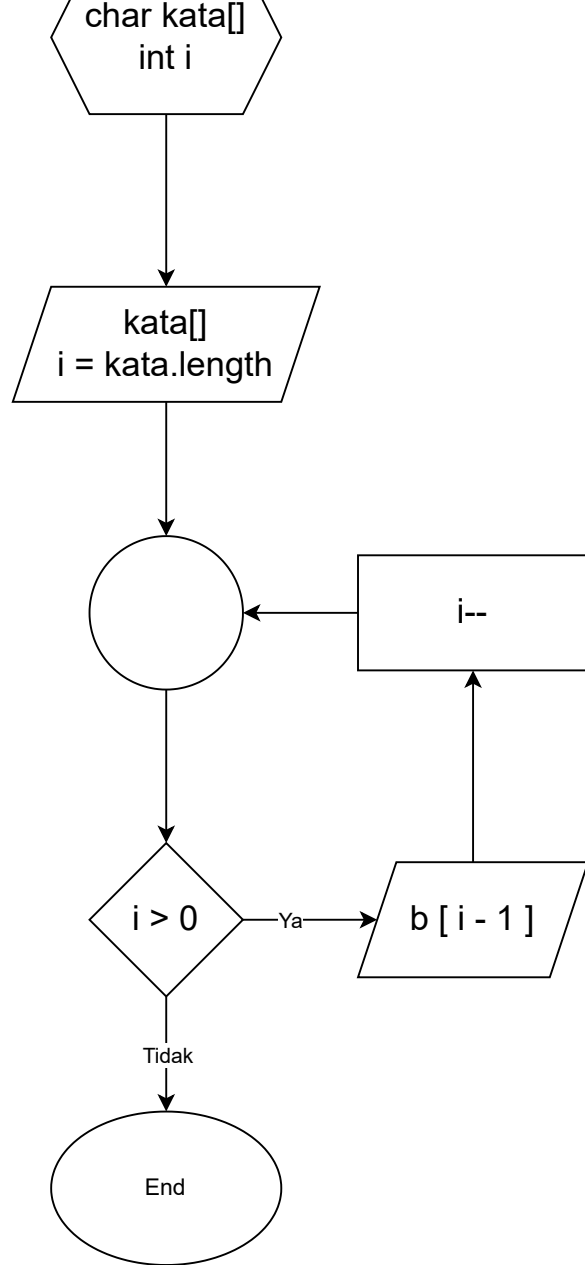 char kata[]
int i
kata[]
i = kata.length
i--
i > 0
Ya
b [ i - 1 ]
Tidak
End